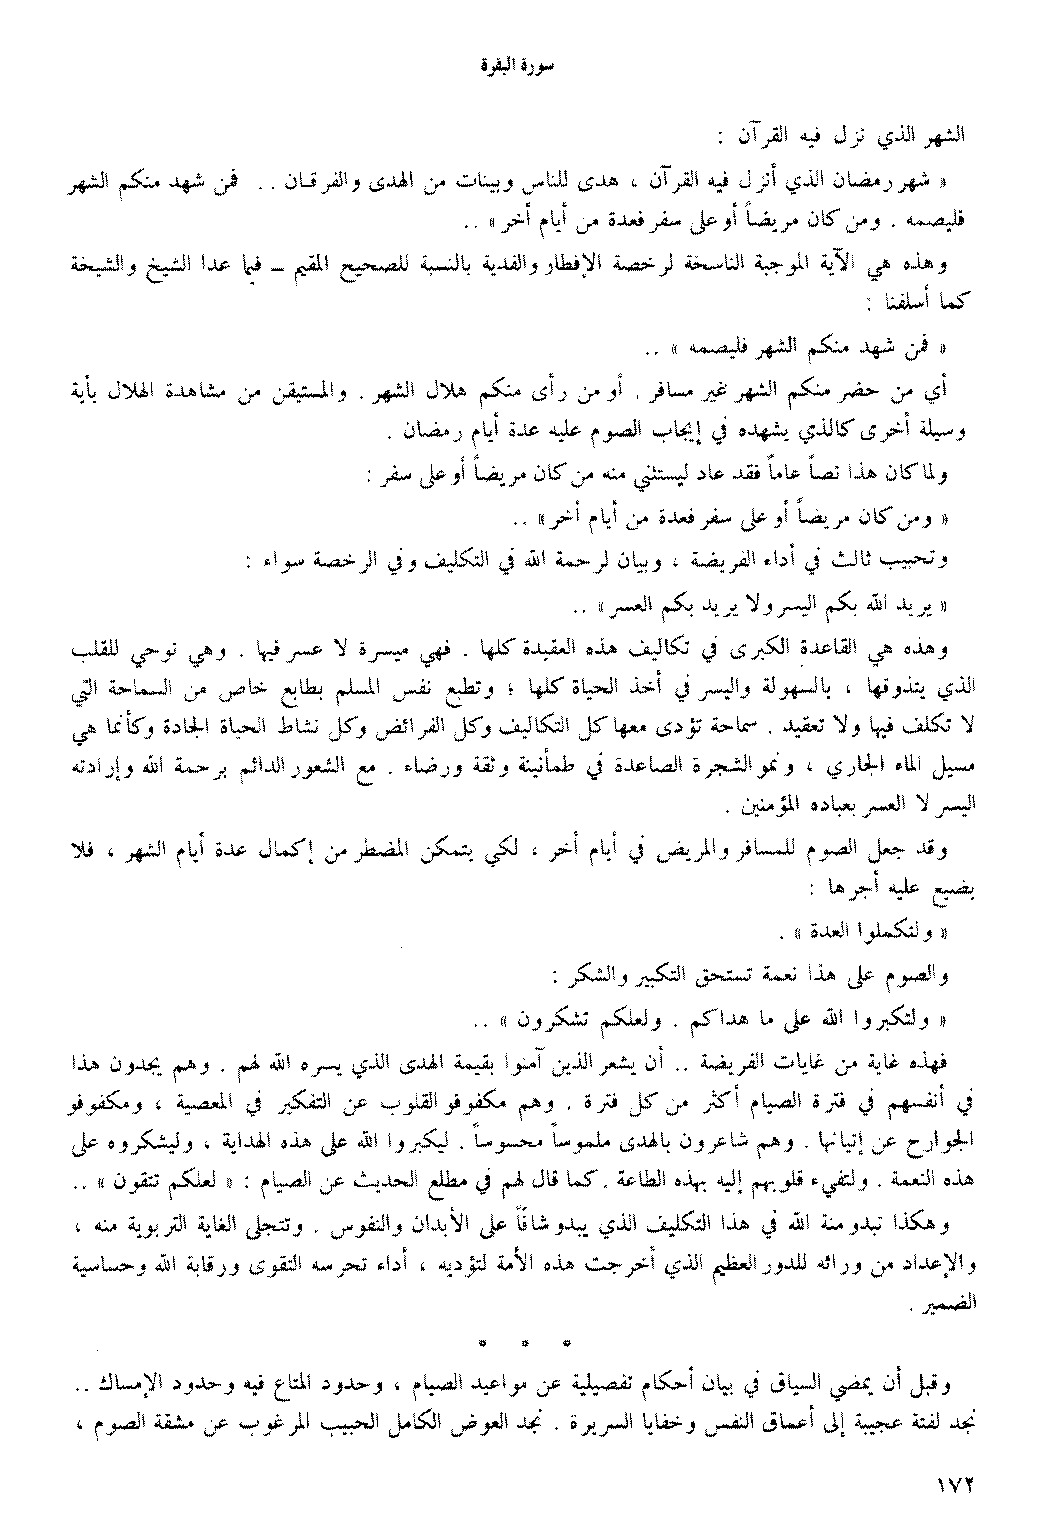 سورة البقرة
الشهر الذي نزل فيه القرآن :
« شهر رمضان الذي أنزل فيه القرآن ، هدى للناس وبينات من الهدى والفرقان .. فمن شهد منكم الشهر
فليصمه . ومن كان مريضاً أو على سفر فعدة من أيام أخر » ..
وهذه هي الآية الموجبة الناسخة لرخصة الإفطار والفدية بالنسبة للصحيح المقيم ــ فيما عدا الشيخ والشيخة
كما أسلفنا :
« فمن شهد منكم الشهر فليصمه » ..
أي من حضر منكم الشهر غير مسافر . أو من رأى منكم هلال الشهر . والمستيقن من مشاهدة الهلال بأية
وسيلة أخرى كالذي يشهده في إيجاب الصوم عليه عدة أيام رمضان .
ولما كان هذا نصاً عاماً فقد عاد ليستثني منه من كان مريضاً أو على سفر :
« ومن كان مريضاً أو على سفر فعدة من أيام أخر » ..
وتحبيب ثالث في أداء الفريضة ، وبيان لرحمة الله في التكليف وفي الرخصة سواء :
« يريد الله بكم اليسر ولا يريد بكم العسر » ..
وهذه هي القاعدة الكبرى في تكاليف هذه العقيدة كلها . فهي ميسرة لا عسر فيها . وهي توحي للقلب
الذي يتذوقها ، بالسهولة واليسر في أخذ الحياة كلها ؛ وتطبع نفس المسلم بطابع خاص من السماحة التي
لا تكلف فيها ولا تعقيد . سماحة تؤدى معها كل التكاليف وكل الفرائض وكل نشاط الحياة الجادة وكأنما هي
مسيل الماء الجاري ، ونمو الشجرة الصاعدة في طمأنينة وثقة ورضاء . مع الشعور الدائم برحمة الله وإرادته
اليسر لا العسر بعباده المؤمنين .
وقد جعل الصوم للمسافر والمريض في أيام أخر ، لكي يتمكن المضطر من إكمال عدة أيام الشهر ، فلا
يضيع عليه أجرها :
« ولتكملوا العدة » .
والصوم على هذا نعمة تستحق التكبير والشكر :
« ولتكبروا الله على ما هداكم . ولعلكم تشكرون » ..
فهذه غاية من غايات الفريضة .. أن يشعر الذين آمنوا بقيمة الهدى الذي يسره الله لهم . وهم يجدون هذا
في أنفسهم في فترة الصيام أكثر من كل فترة . وهم مكفوفو القلوب عن التفكير في المعصية ، ومكفوفو
الجوارح عن إتيانها . وهم شاعرون بالهدى ملموساً محسوساً . ليكبروا الله على هذه الهداية ، وليشكروه على
هذه النعمة . ولتفيء قلوبهم إليه بهذه الطاعة . كما قال لهم في مطلع الحديث عن الصيام : « لعلكم تتقون » ..
وهكذا تبدو منة الله في هذا التكليف الذي يبدو شاقاً على الأبدان والنفوس . وتتجلى الغاية التربوية منه ،
والإعداد من ورائه للدور العظيم الذي أخرجت هذه الأمة لتؤديه ، أداء تحرسه التقوى ورقابة الله وحساسية
الضمير .
* * *
وقبل أن يمضي السياق في بيان أحكام تفصيلية عن مواعيد الصيام ، وحدود المتاع فيه وحدود الإمساك ..
نجد لفتة عجيبة إلى أعماق النفس وخفايا السريرة . نجد العوض الكامل الحبيب المرغوب عن مشقة الصوم ،
١٧٢